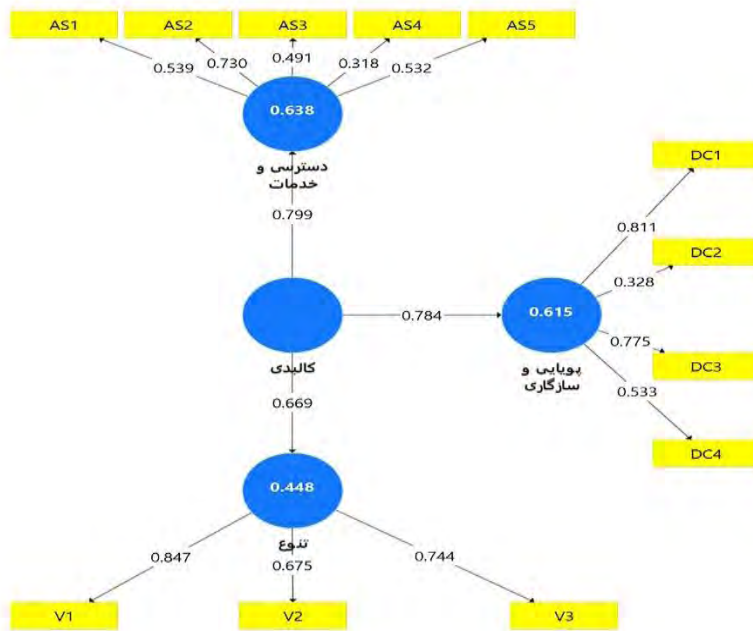 AS1 AS2 AS3 AS4 AS5
0.539 0.730 0.491 0.318 0.532
0.638
دسترسی و
خدمات
0.799
DC1
0.811
DC2
0.328
0.784
0.615
0.775
DC3
کالبدی
پویایی و
سازگاری
0.533
0.669
DC4
0.448
تنوع
0.847 0.675 0.744
V1 V2 V3